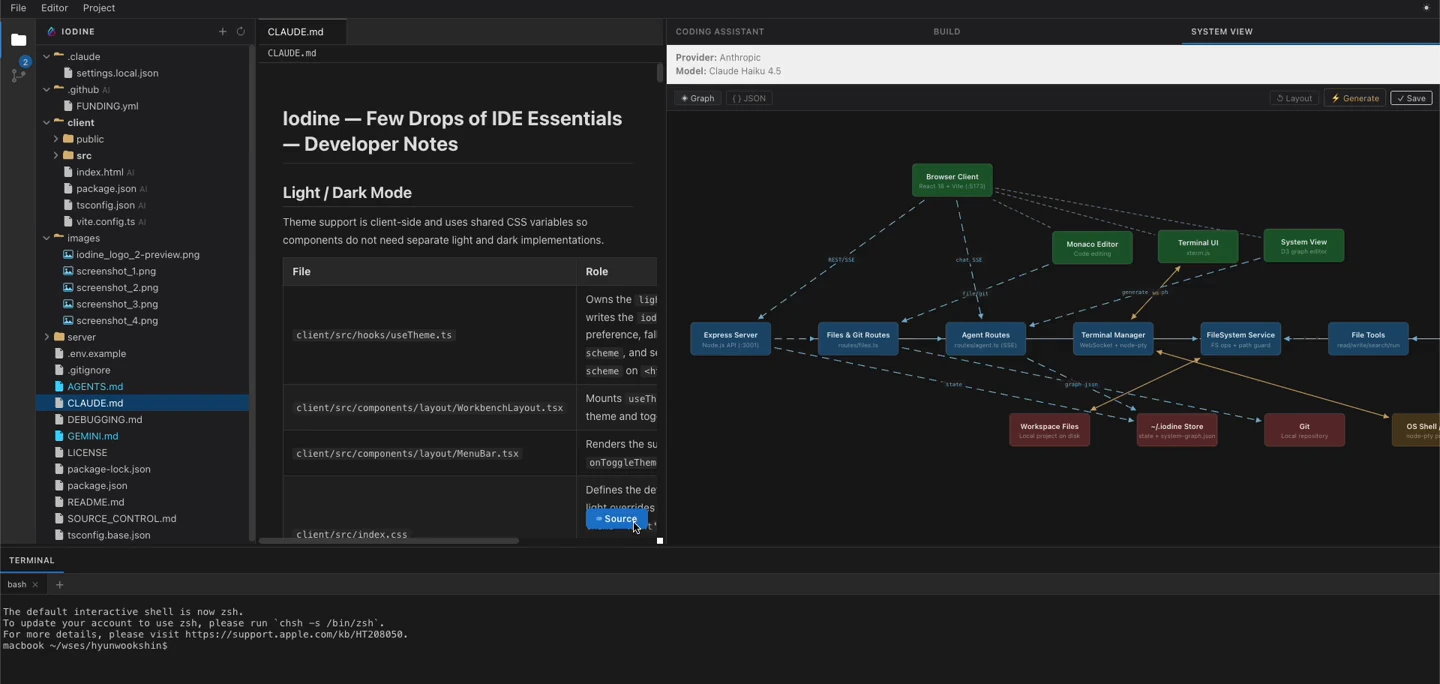 File Editor Project
IODINE
2
.claude
settings.local.json
.github AI
FUNDING.yml
client
public
src
index.html AI
package.json AI
tsconfig.json AI
vite.config.ts AI
images
iodine_logo_2-preview.png
screenshot_1.png
screenshot_2.png
screenshot_3.png
screenshot_4.png
server
.env.example
.gitignore
AGENTS.md
CLAUDE.md
DEBUGGING.md
GEMINI.md
LICENSE
package-lock.json
package.json
README.md
SOURCE_CONTROL.md
tsconfig.base.json
CLAUDE.md
CLAUDE.md
Iodine — Few Drops of IDE Essentials
— Developer Notes
Light / Dark Mode
Theme support is client-side and uses shared CSS variables so
components do not need separate light and dark implementations.
File Role
client/src/hooks/useTheme.ts
Owns the ligh
writes the iod
preference, fal
scheme , and se
scheme on <ht
client/src/components/layout/WorkbenchLayout.tsx
Mounts useTh
theme and tog
client/src/components/layout/MenuBar.tsx
Renders the su
onToggleThem
client/src/index.css
Defines the de
light overrides
Source
CODING ASSISTANT BUILD SYSTEM VIEW
Provider: Anthropic
Model: Claude Haiku 4.5
Graph { } JSON Layout Generate Save
Browser Client
React 18 + Vite (:5173)
Monaco Editor
Code editing
Terminal UI
xterm.js
System View
DS graph editor
REST/SSE
chat SSE
file/git
generate
Express Server
Node.js API (:3001)
Files & Git Routes
routes/files.ts
Agent Routes
routes/agent.ts (SSE)
Terminal Manager
WebSocket + node-pty
FileSystem Service
FS ops + path guard
File Tools
read/write/search/run
state
graph json
Workspace Files
Local project on disk
~/.iodine Store
state + system-graph.json
Git
Local repository
OS Shell /
node-pty p
TERMINAL
bash × +
The default interactive shell is now zsh.
To update your account to use zsh, please run `chsh -s /bin/zsh`.
For more details, please visit https://support.apple.com/kb/HT208050.
macbook ~/wses/hyunwookshin$